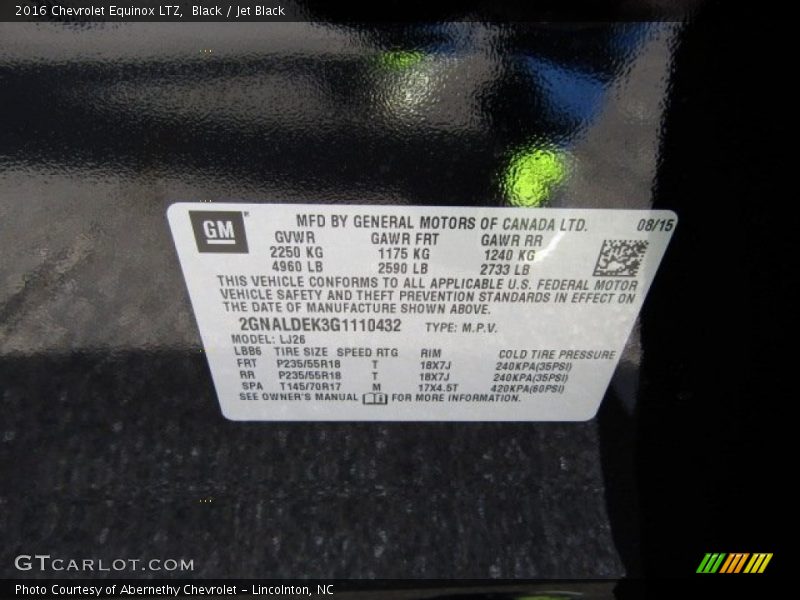 2016 Chevrolet Equinox LTZ, Black / Jet Black
GM
MFD BY GENERAL MOTORS OF CANADA LTD. 08/15
GVWR GAWR FRT GAWR RR
2250 KG 1175 KG 1240 KG
4960 LB 2590 LB 2733 LB
THIS VEHICLE CONFORMS TO ALL APPLICABLE U.S. FEDERAL MOTOR
VEHICLE SAFETY AND THEFT PREVENTION STANDARDS IN EFFECT ON
THE DATE OF MANUFACTURE SHOWN ABOVE.
2GNALDEK3G1110432 TYPE: M.P.V.
MODEL: LJ26
LBB6 TIRE SIZE SPEED RTG RIM COLD TIRE PRESSURE
FRT P235/55R18 T 18X7J 240KPA(35PSI)
RR P235/55R18 T 18X7J 240KPA(35PSI)
SPA T145/70R17 M 17X4.5T 420KPA(60PSI)
SEE OWNER'S MANUAL FOR MORE INFORMATION.
GTCARLOT.COM
Photo Courtesy of Abernethy Chevrolet – Lincolnton, NC